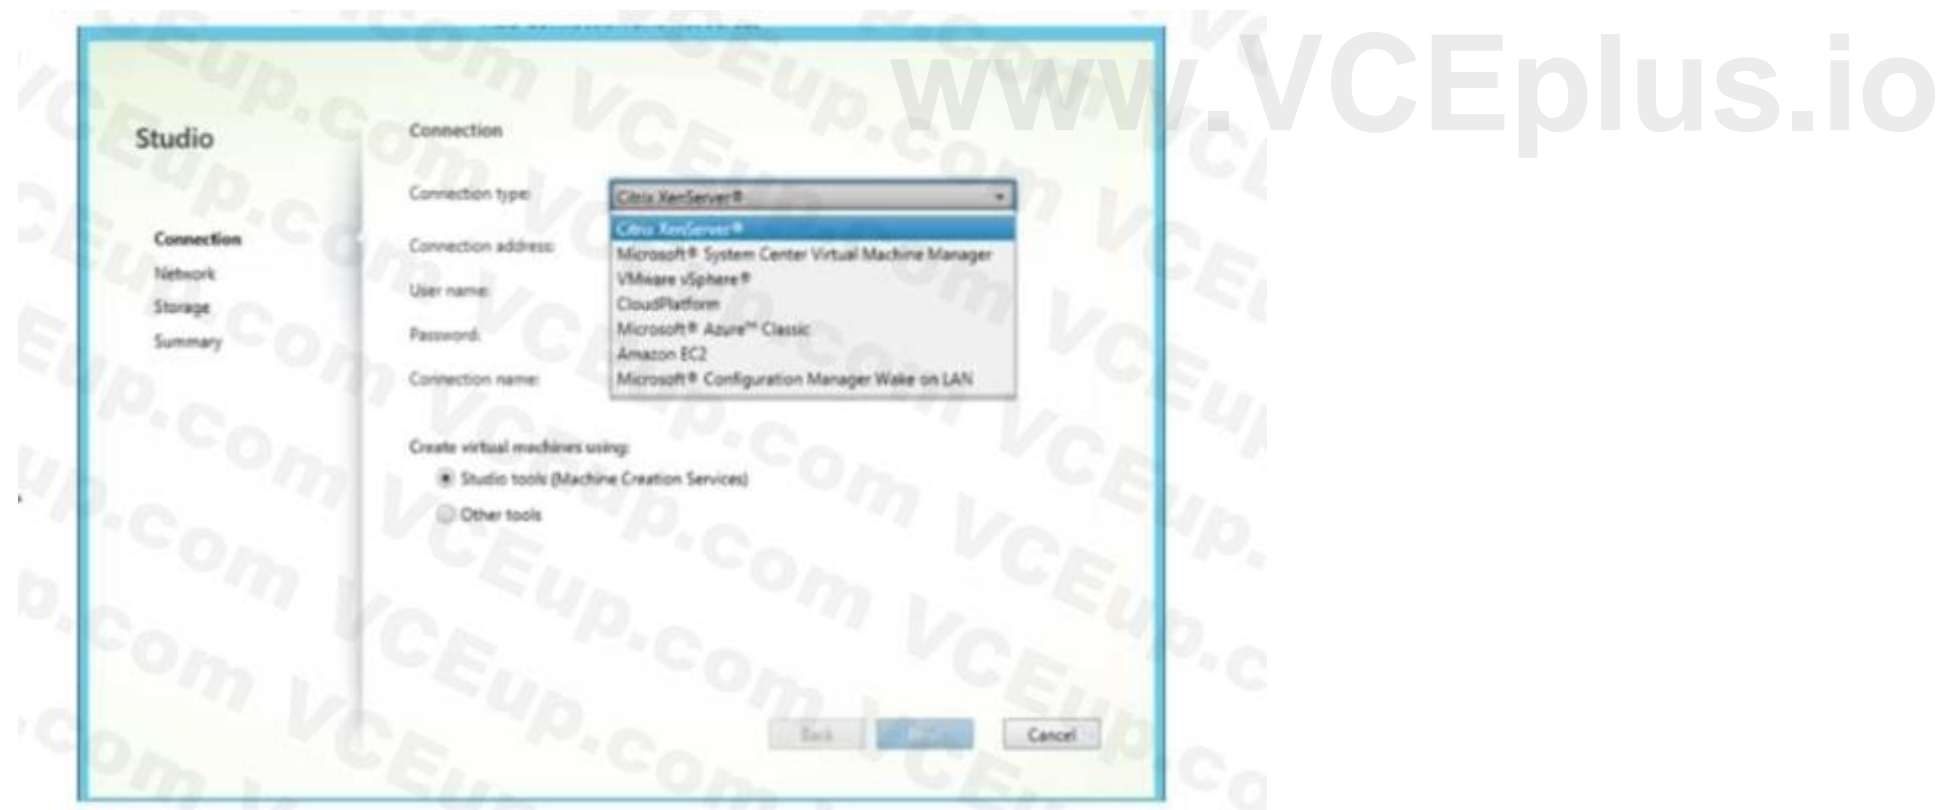 www.VCEplus.io
Studio
Connection
Network
Storage
Summary
Connection
Connection type:
Citrix XenServer®
Citrix XenServer®
Microsoft® System Center Virtual Machine Manager
VMware vSphere®
CloudPlatform
Microsoft® Azure™ Classic
Amazon EC2
Microsoft® Configuration Manager Wake on LAN
Connection address:
User name:
Password:
Connection name:
Create virtual machines using:
Studio tools (Machine Creation Services)
Other tools
Back
Cancel
VCEup.com